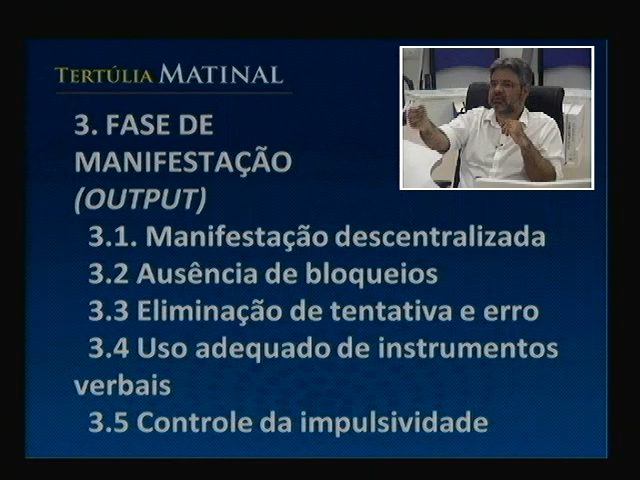 TERTÚLIA MATINAL
3. FASE DE
MANIFESTAÇÃO
(OUTPUT)
3.1. Manifestação descentralizada
3.2 Ausência de bloqueios
3.3 Eliminação de tentativa e erro
3.4 Uso adequado de instrumentos
verbais
3.5 Controle da impulsividade